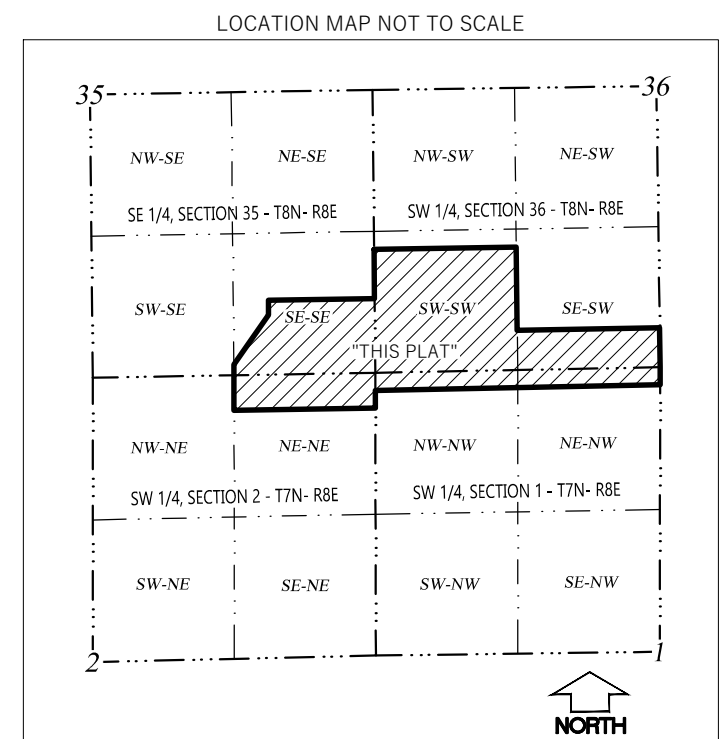 LOCATION MAP NOT TO SCALE
35 36
NW-SE NE-SE NW-SW NE-SW
SE 1/4, SECTION 35 - T8N- R8E SW 1/4, SECTION 36 - T8N- R8E
SW-SE SE-SE SW-SW SE-SW
"THIS PLAT"
NW-NE NE-NE NW-NW NE-NW
SW 1/4, SECTION 2 - T7N- R8E SW 1/4, SECTION 1 - T7N- R8E
SW-NE SE-NE SW-NW SE-NW
2 1
NORTH